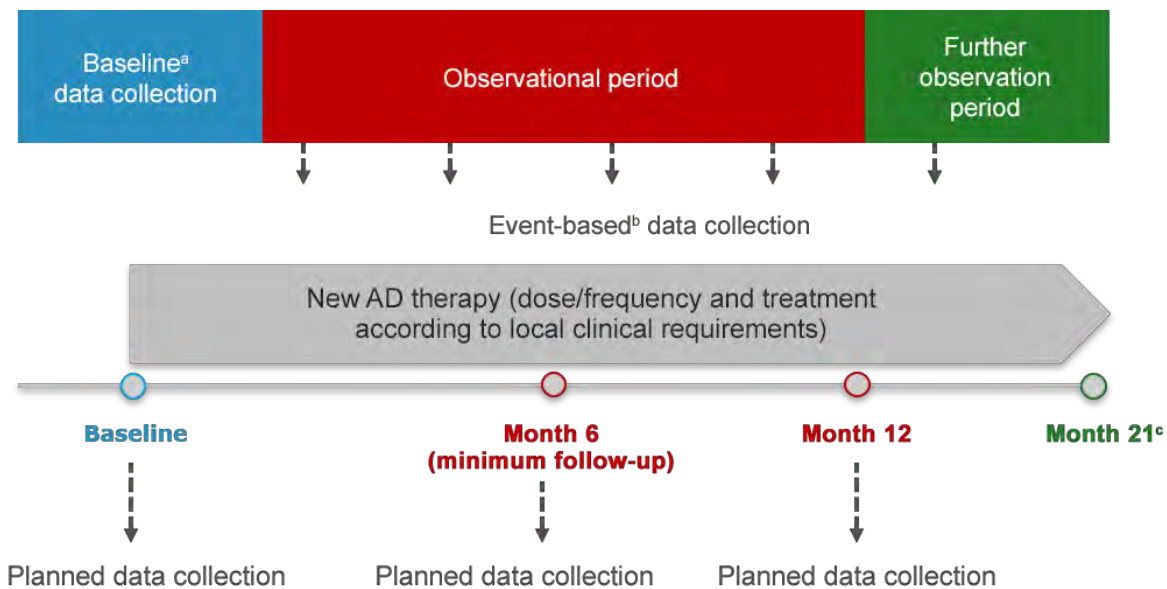 Baselineᵃ
data collection
Observational period
Further
observation
period
Event-basedᵇ data collection
New AD therapy (dose/frequency and treatment
according to local clinical requirements)
Baseline
Month 6
(minimum follow-up)
Month 12
Month 21ᶜ
Planned data collection
Planned data collection
Planned data collection